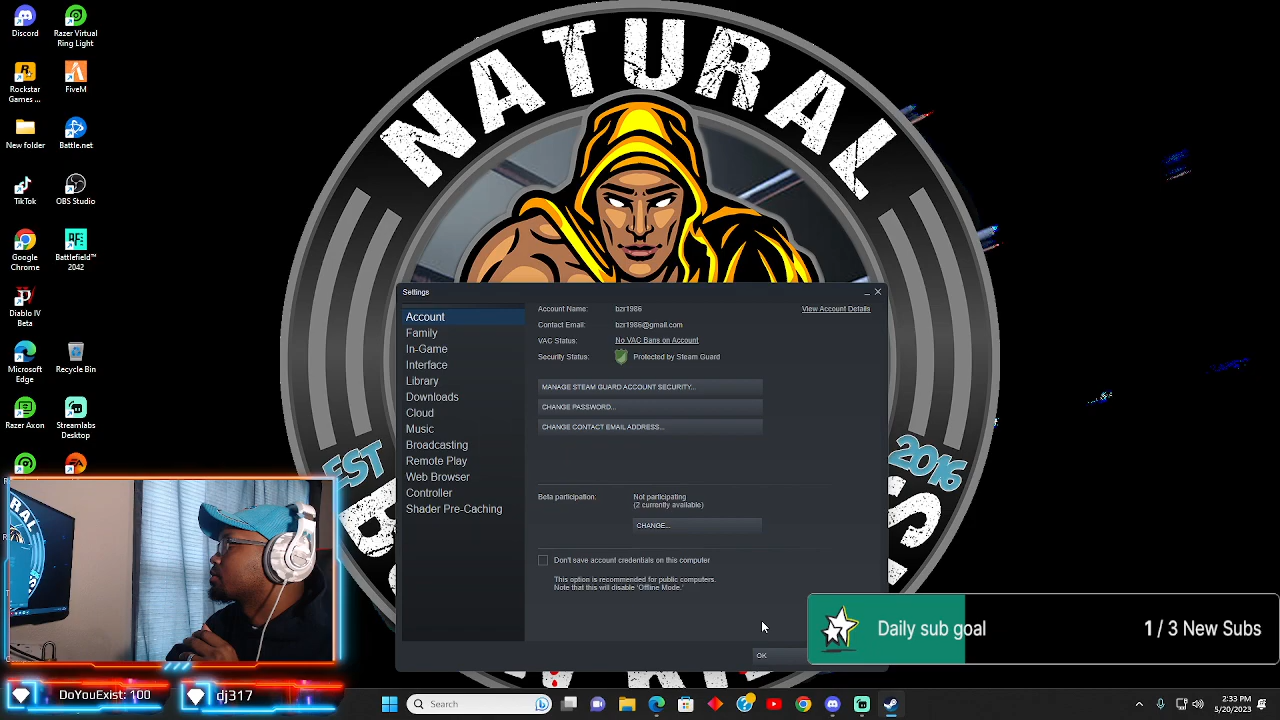 NATURAL
EST
2016
Discord
Razer Virtual
Ring Light
Rockstar
Games ...
FiveM
New folder
Battle.net
TikTok
OBS Studio
Google
Chrome
Battlefield™
2042
Diablo IV
Beta
Microsoft
Edge
Recycle Bin
Razer Axon
Streamlabs
Desktop
Settings
Account
Family
In-Game
Interface
Library
Downloads
Cloud
Music
Broadcasting
Remote Play
Web Browser
Controller
Shader Pre-Caching
Account Name: bzr1986
View Account Details
Contact Email: bzr1986@gmail.com
VAC Status: No VAC Bans on Account
Security Status: Protected by Steam Guard
MANAGE STEAM GUARD ACCOUNT SECURITY...
CHANGE PASSWORD...
CHANGE CONTACT EMAIL ADDRESS...
Beta participation: Not participating
(2 currently available)
CHANGE...
Don't save account credentials on this computer
This option is recommended for public computers.
Note that this will disable 'Offline Mode.'
OK
Daily sub goal
1 / 3 New Subs
DoYouExist: 100
dj317
Search
2:33 PM
5/20/2023